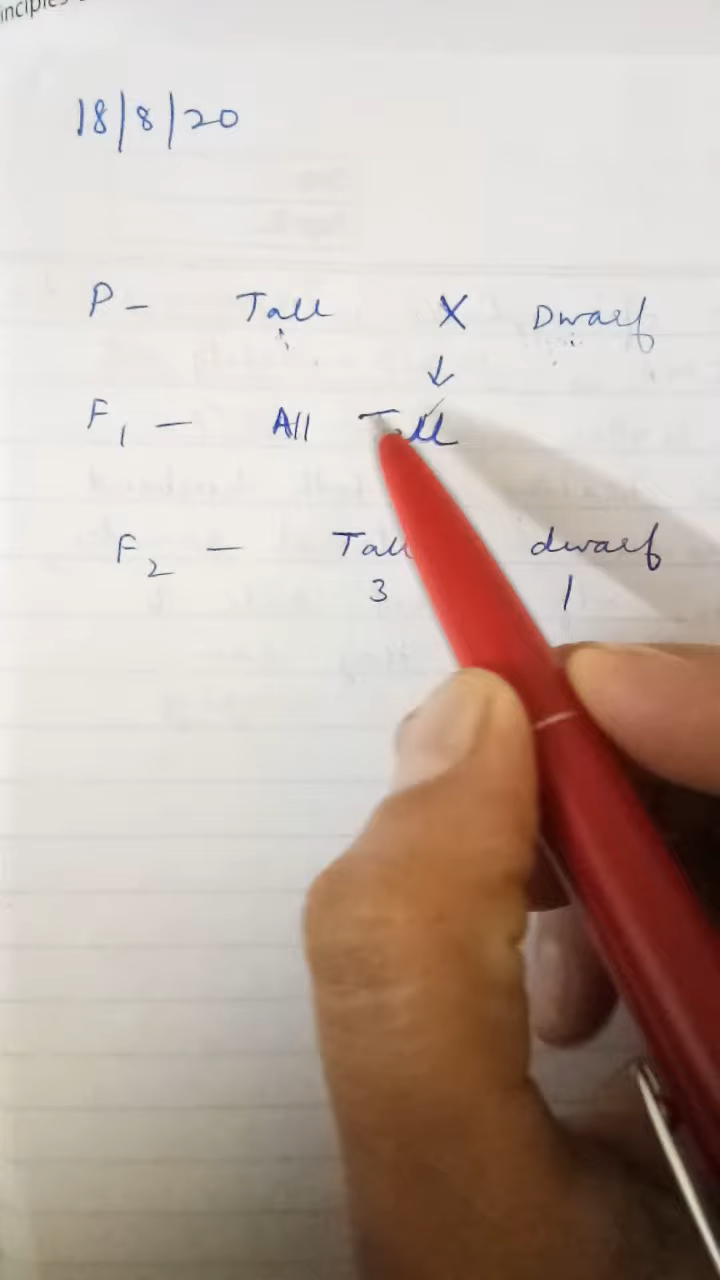 18/8/20
P - Tall X Dwarf
↓
F1 - All Tall
F2 - Tall dwarf
3 1